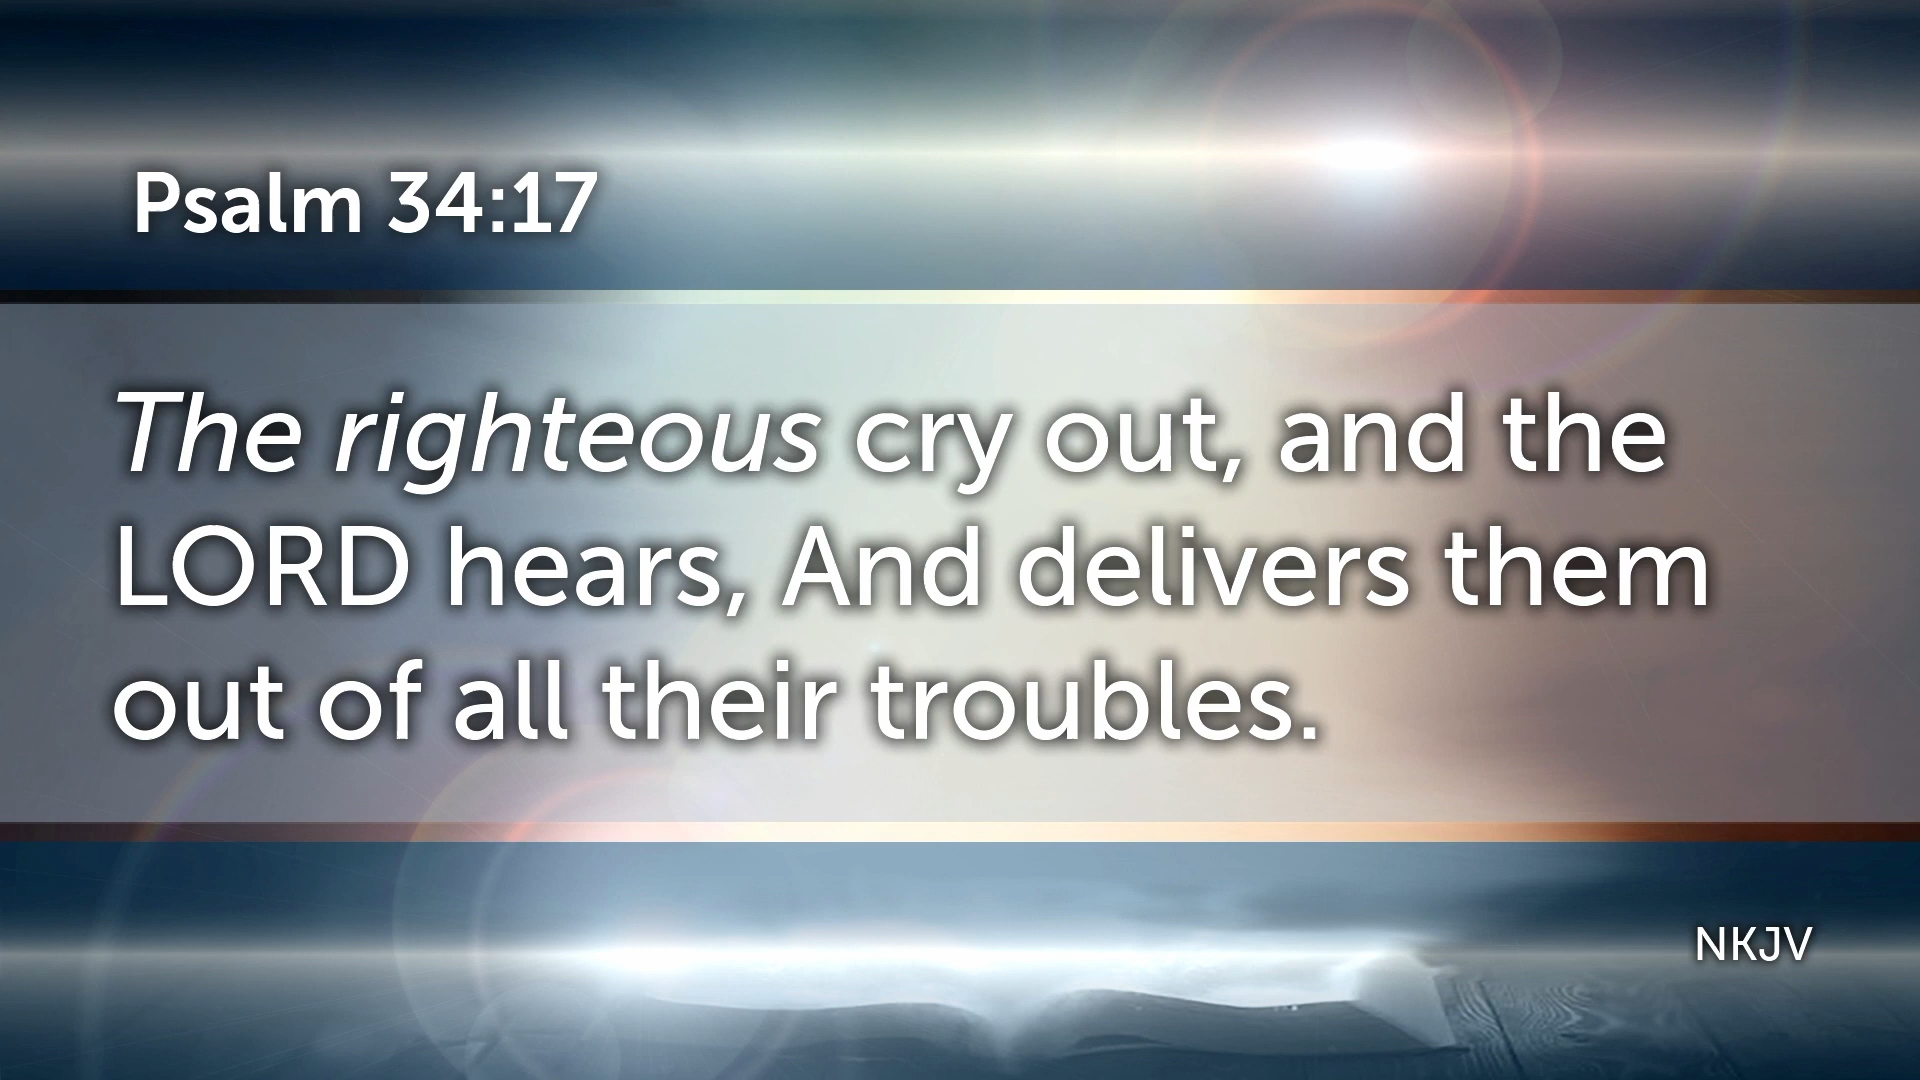 Psalm 34:17
The righteous cry out, and the
LORD hears, And delivers them
out of all their troubles.
NKJV